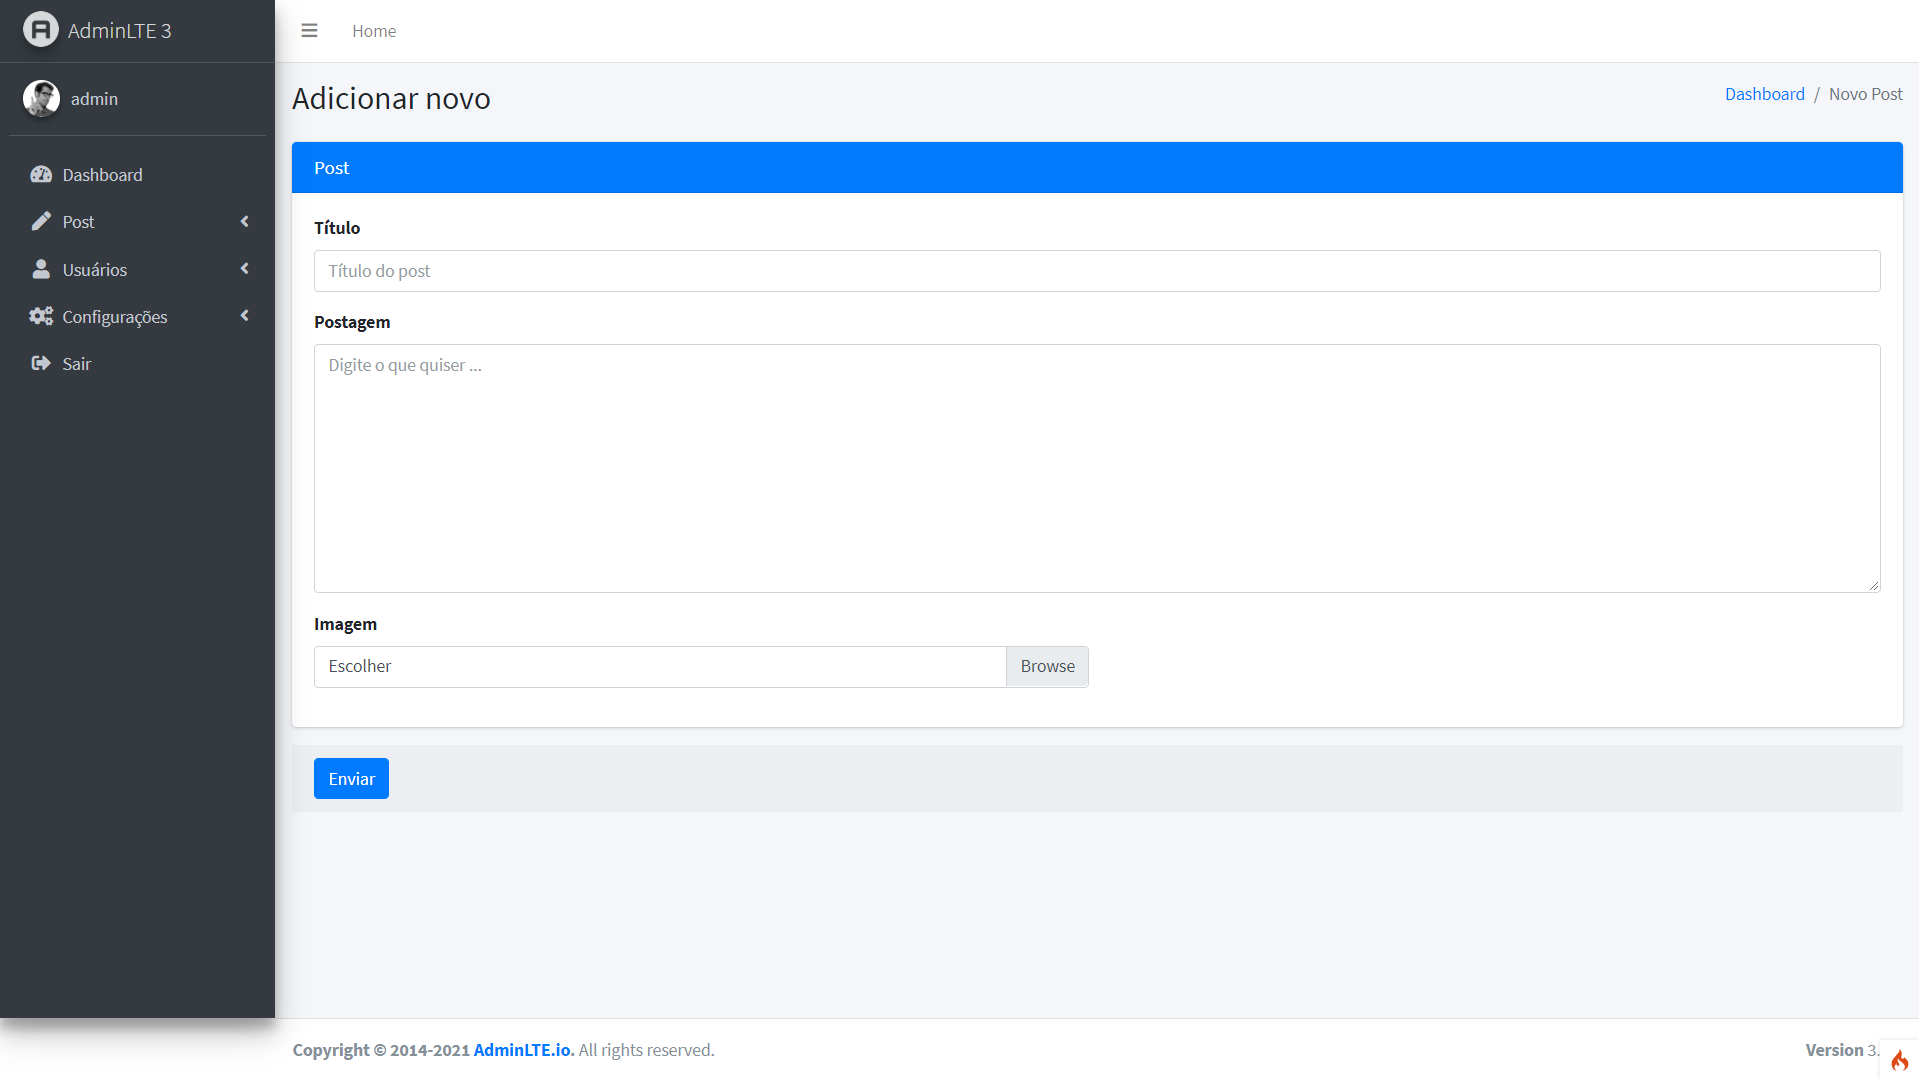 AdminLTE 3
Home
admin
Adicionar novo
Dashboard / Novo Post
Dashboard
Post
Usuários
Configurações
Sair
Post
Título
Título do post
Postagem
Digite o que quiser ...
Imagem
Escolher
Browse
Enviar
Copyright © 2014-2021 AdminLTE.io. All rights reserved.
Version 3.